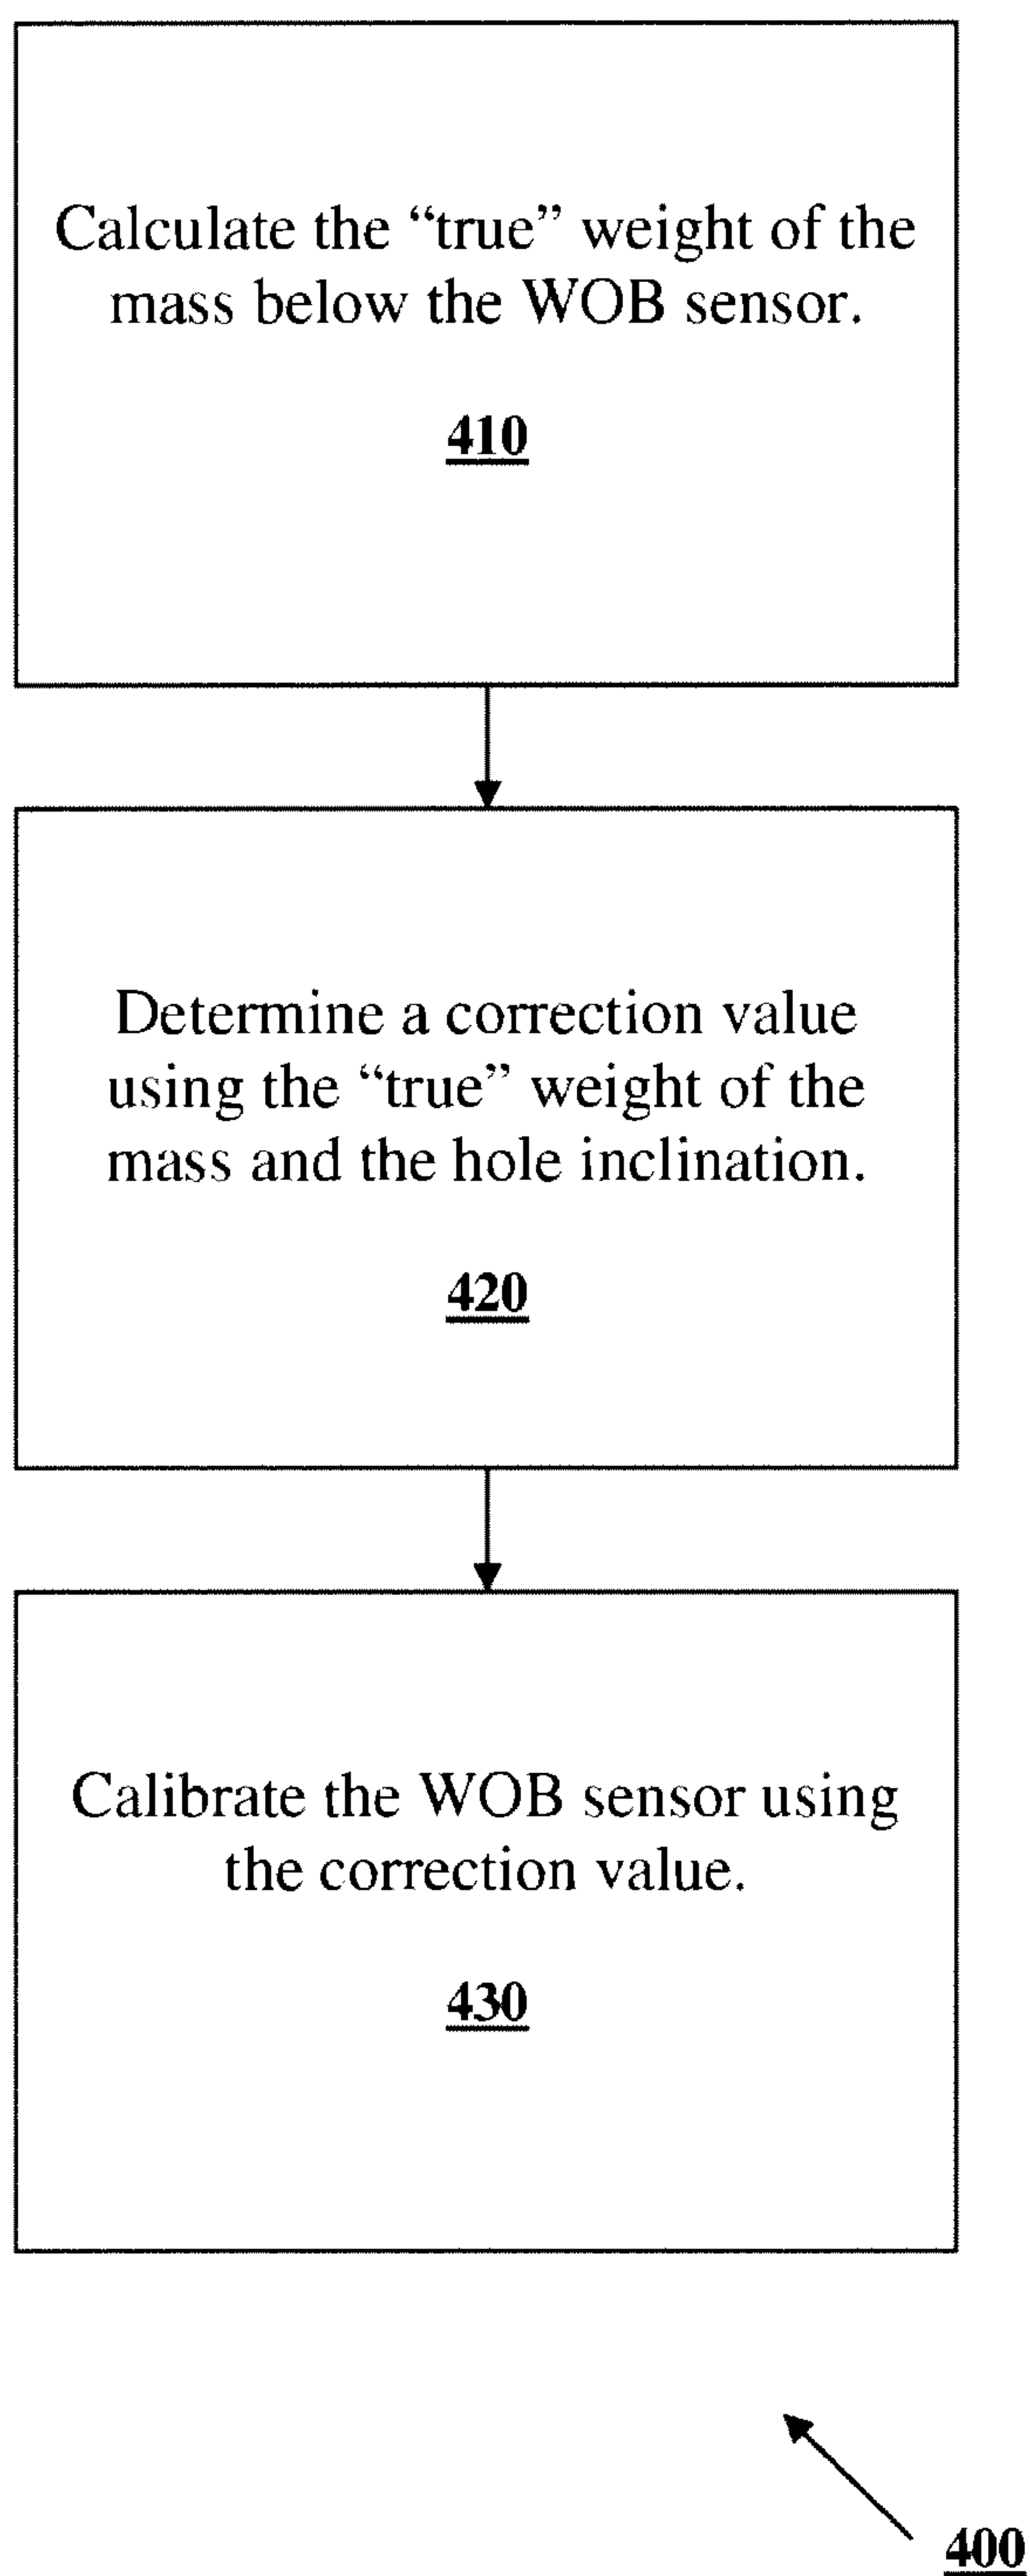 Calculate the “true” weight of the
mass below the WOB sensor.
410
Determine a correction value
using the “true” weight of the
mass and the hole inclination.
420
Calibrate the WOB sensor using
the correction value.
430
400